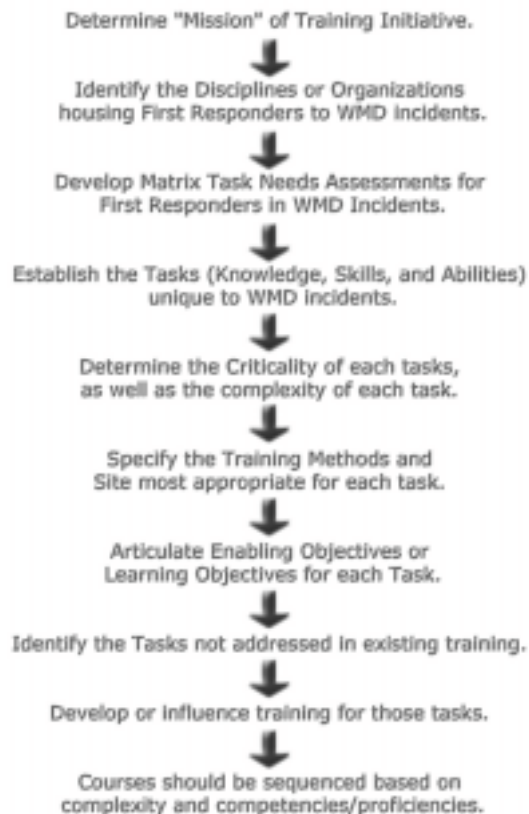 Determine "Mission" of Training Initiative.
Identify the Disciplines or Organizations
housing First Responders to WMD incidents.
Develop Matrix Task Needs Assessments for
First Responders in WMD Incidents.
Establish the Tasks (Knowledge, Skills, and Abilities)
unique to WMD incidents.
Determine the Criticality of each tasks,
as well as the complexity of each task.
Specify the Training Methods and
Site most appropriate for each task.
Articulate Enabling Objectives or
Learning Objectives for each Task.
Identify the Tasks not addressed in existing training.
Develop or influence training for those tasks.
Courses should be sequenced based on
complexity and competencies/proficiencies.